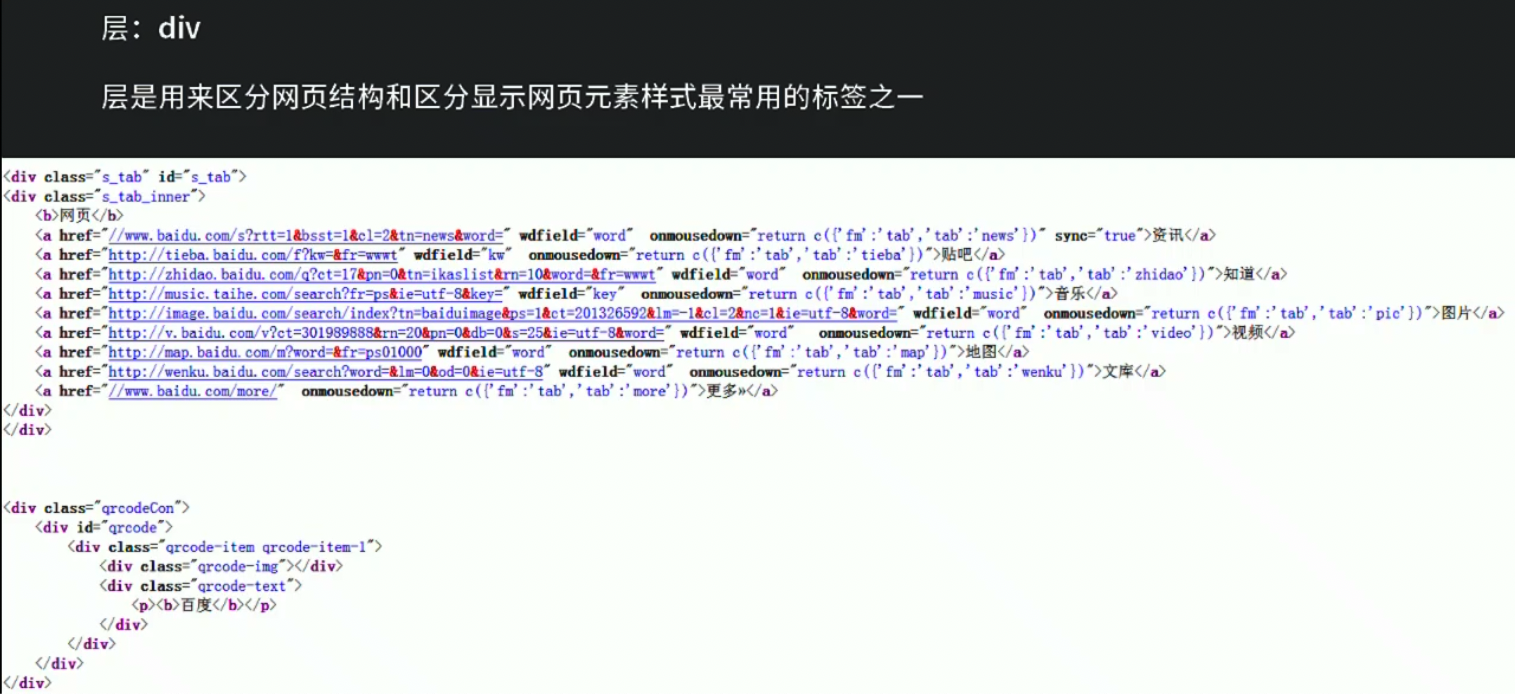 层：div
层是用来区分网页结构和区分显示网页元素样式最常用的标签之一
<div class="s_tab" id="s_tab">
<div class="s_tab_inner">
    <b>网页</b>
    <a href="//www.baidu.com/s?rtt=1&bsst=1&cl=2&tn=news&word=" wdfield="word"  onmousedown="return c({'fm':'tab','tab':'news'})" sync="true">资讯</a>
    <a href="http://tieba.baidu.com/f?kw=&fr=wwwt" wdfield="kw"  onmousedown="return c({'fm':'tab','tab':'tieba'})">贴吧</a>
    <a href="http://zhidao.baidu.com/q?ct=17&pn=0&tn=ikaslist&rn=10&word=&fr=wwwt" wdfield="word"  onmousedown="return c({'fm':'tab','tab':'zhidao'})">知道</a>
    <a href="http://music.taihe.com/search?fr=ps&ie=utf-8&key=" wdfield="key"  onmousedown="return c({'fm':'tab','tab':'music'})">音乐</a>
    <a href="http://image.baidu.com/search/index?tn=baiduimage&ps=1&ct=201326592&lm=-1&cl=2&nc=1&ie=utf-8&word=" wdfield="word"  onmousedown="return c({'fm':'tab','tab':'pic'})">图片</a>
    <a href="http://v.baidu.com/v?ct=301989888&rn=20&pn=0&db=0&s=25&ie=utf-8&word=" wdfield="word"   onmousedown="return c({'fm':'tab','tab':'video'})">视频</a>
    <a href="http://map.baidu.com/m?word=&fr=ps01000" wdfield="word"  onmousedown="return c({'fm':'tab','tab':'map'})">地图</a>
    <a href="http://wenku.baidu.com/search?word=&lm=0&od=0&ie=utf-8" wdfield="word"  onmousedown="return c({'fm':'tab','tab':'wenku'})">文库</a>
    <a href="//www.baidu.com/more/"  onmousedown="return c({'fm':'tab','tab':'more'})">更多»</a>
</div>
</div>
<div class="qrcodeCon">
    <div id="qrcode">
        <div class="qrcode-item qrcode-item-1">
            <div class="qrcode-img"></div>
            <div class="qrcode-text">
                <p><b>百度</b></p>
            </div>
        </div>
    </div>
</div>